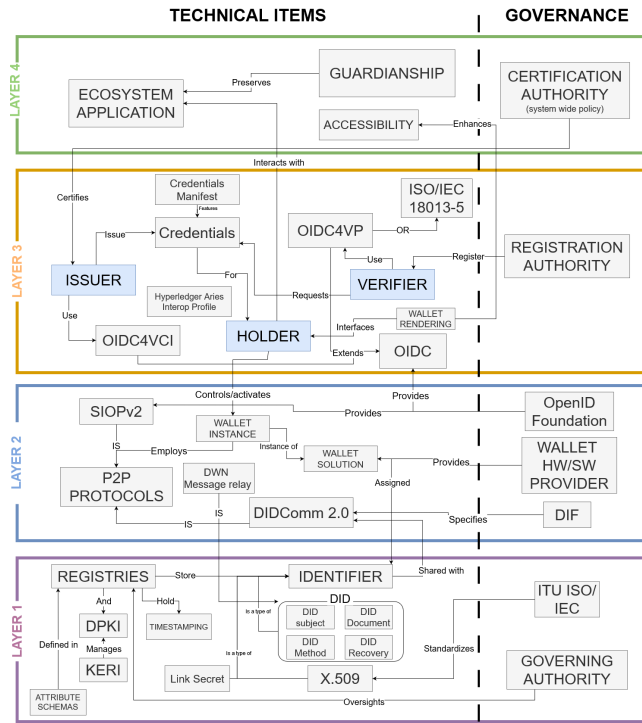 TECHNICAL ITEMS
GOVERNANCE
LAYER 4
GUARDIANSHIP
Preserves
ECOSYSTEM
APPLICATION
CERTIFICATION
AUTHORITY
(system wide policy)
ACCESSIBILITY
Enhances
Interacts with
LAYER 3
Certifies
Credentials
Manifest
Features
Issue
Credentials
OIDC4VP
OR
ISO/IEC
18013-5
REGISTRATION
AUTHORITY
Register
Use
ISSUER
For
VERIFIER
Requests
Hyperledger Aries
Interop Profile
Use
WALLET
RENDERING
Interfaces
HOLDER
OIDC4VCI
Extends
OIDC
LAYER 2
Controls/activates
Provides
SIOPv2
Provides
OpenID
Foundation
WALLET
INSTANCE
IS
Employs
Instance of
WALLET
SOLUTION
Provides
WALLET
HW/SW
PROVIDER
P2P
PROTOCOLS
DWN
Message relay
Assigned
IS
DIDComm 2.0
IS
Specifies
DIF
LAYER 1
Shared with
REGISTRIES
Store
IDENTIFIER
ITU ISO/
IEC
And
Hold
DID
DPKI
TIMESTAMPING
is a type of
DID
subject
DID
Document
DID
Method
DID
Recovery
Defined in
Manages
Is a type of
Standardizes
KERI
Link Secret
X.509
GOVERNING
AUTHORITY
ATTRIBUTE
SCHEMAS
Oversights